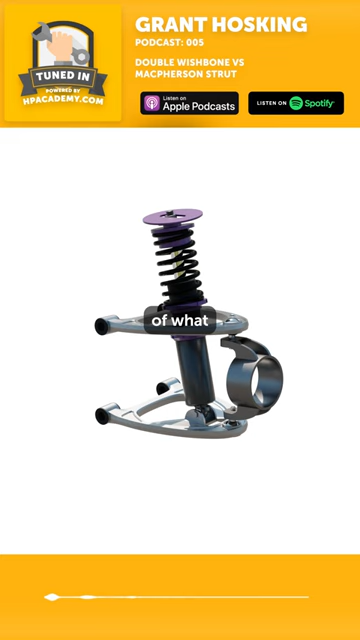 GRANT HOSKING
PODCAST: 005
DOUBLE WISHBONE VS
MACPHERSON STRUT
TUNED IN
POWERED BY
HPACADEMY.COM
Listen on
Apple Podcasts
LISTEN ON
Spotify
of what